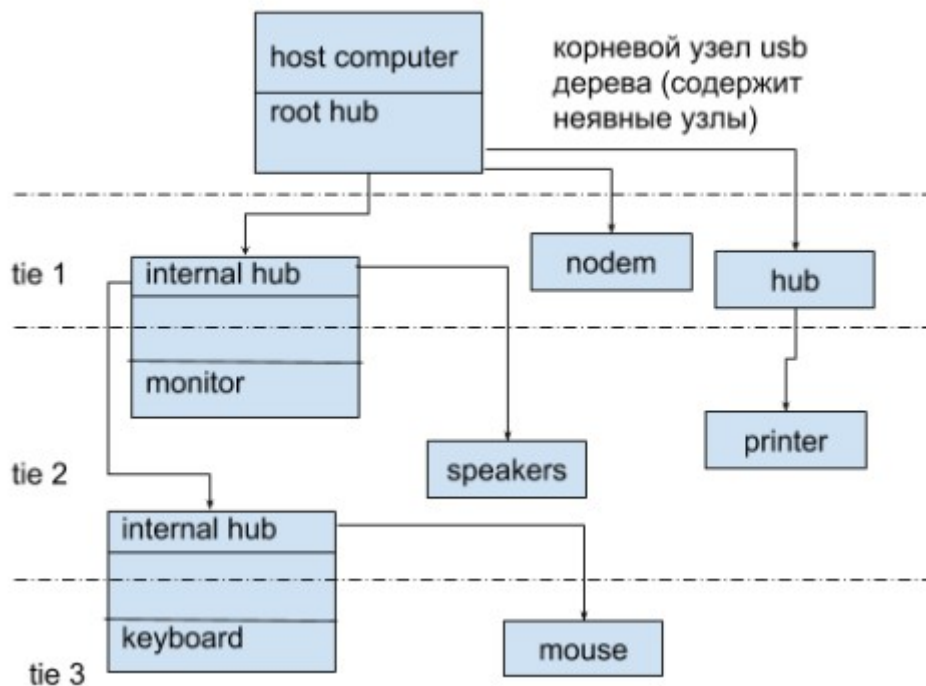 host computer
root hub
корневой узел usb
дерева (содержит
неявные узлы)
tie 1
internal hub
monitor
nodem
hub
tie 2
speakers
printer
internal hub
keyboard
mouse
tie 3